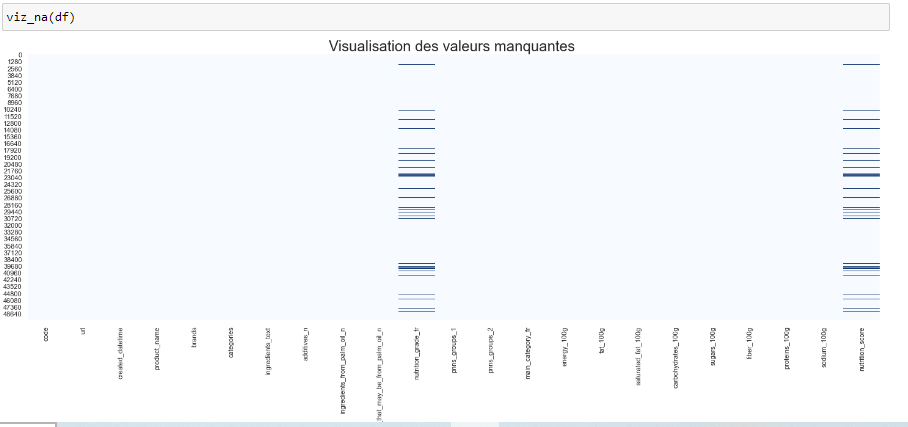 viz_na(df)
Visualisation des valeurs manquantes
0
1280
2560
3840
5120
6400
7680
8960
10240
11520
12800
14080
15360
16640
17920
19200
20480
21760
23040
24320
25600
26880
28160
29440
30720
32000
33280
34560
35840
37120
38400
39680
40960
42240
43520
44800
46080
47360
48640
code
url
created_datetime
product_name
brands
categories
ingredients_text
additives_n
ingredients_from_palm_oil_n
that_may_be_from_palm_oil_n
nutrition_grade_fr
pnns_groups_1
pnns_groups_2
main_category_fr
energy_100g
fat_100g
saturated_fat_100g
carbohydrates_100g
sugars_100g
fiber_100g
proteins_100g
sodium_100g
nutrition_score